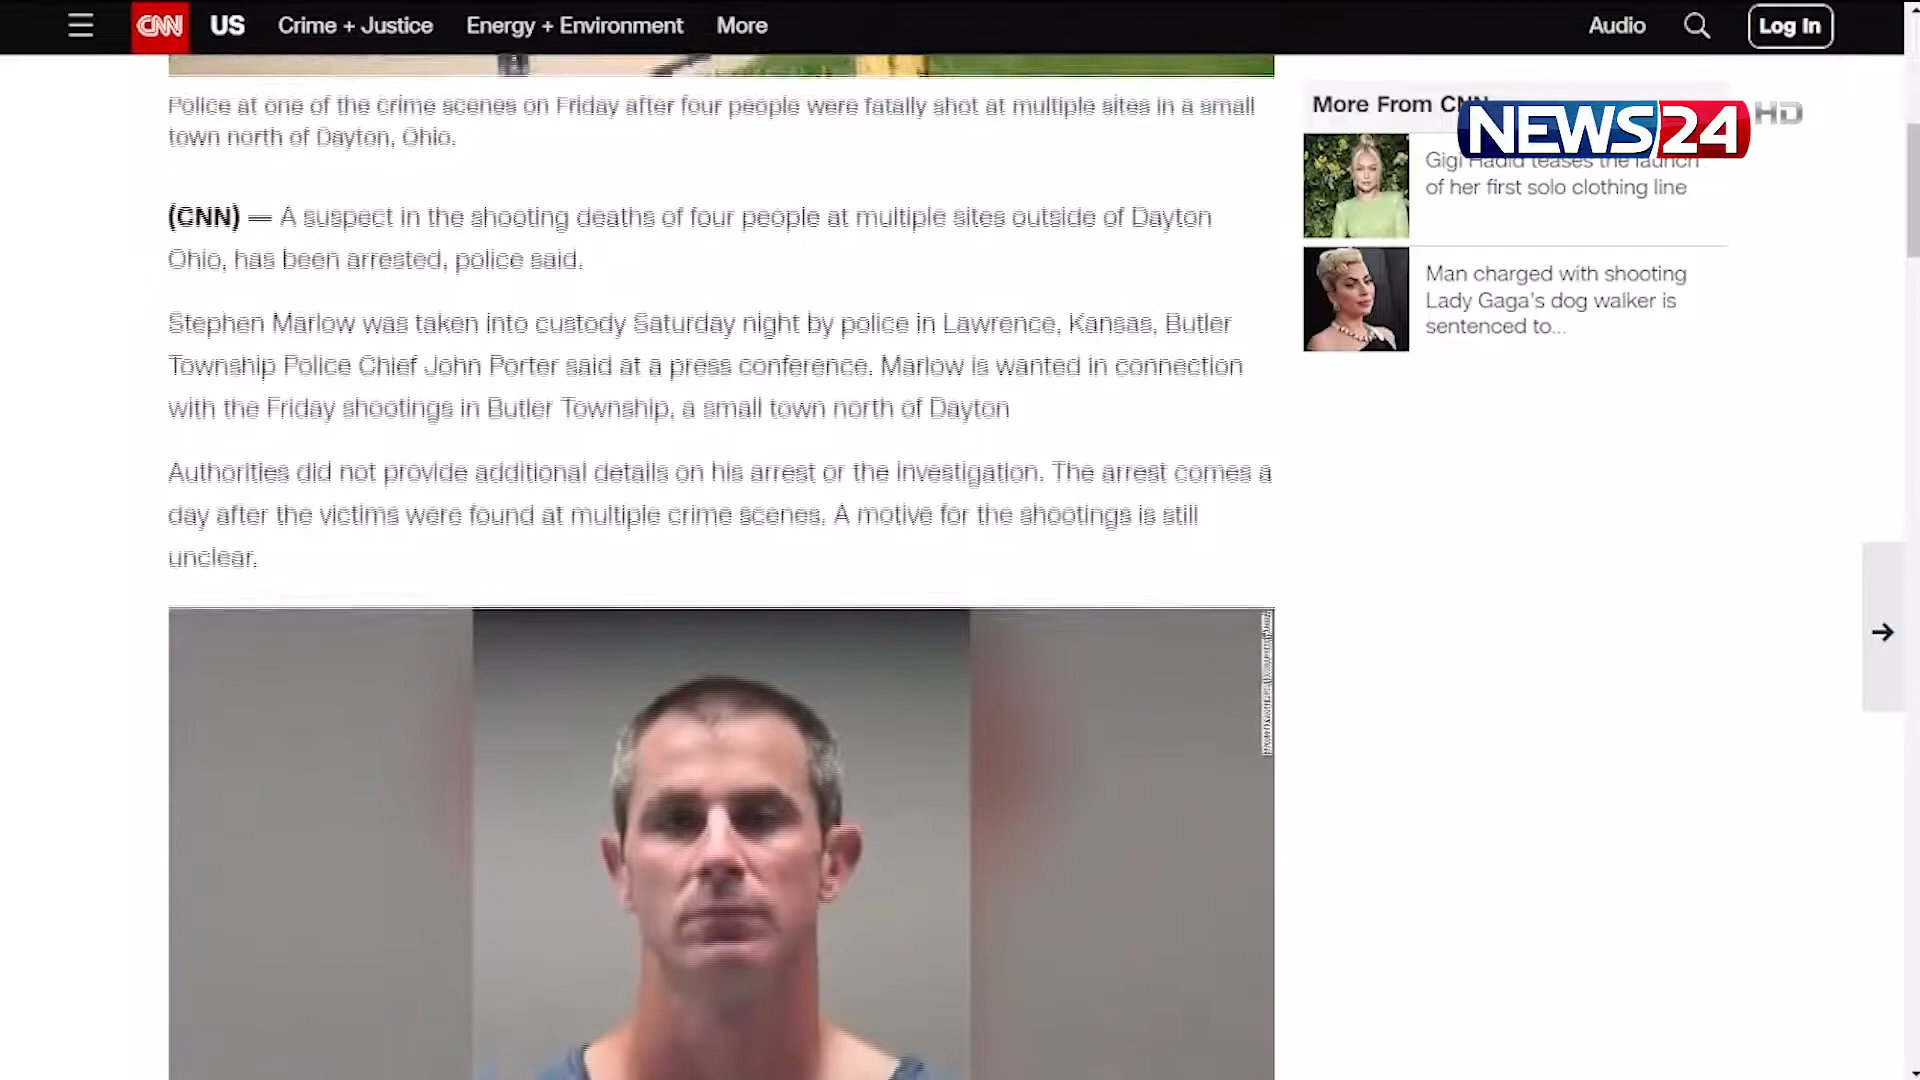 CNN US Crime + Justice Energy + Environment More Audio Log In
Police at one of the crime scenes on Friday after four people were fatally shot at multiple sites in a small
town north of Dayton, Ohio.
(CNN) — A suspect in the shooting deaths of four people at multiple sites outside of Dayton
Ohio, has been arrested, police said.
Stephen Marlow was taken into custody Saturday night by police in Lawrence, Kansas, Butler
Township Police Chief John Porter said at a press conference. Marlow is wanted in connection
with the Friday shootings in Butler Township, a small town north of Dayton
Authorities did not provide additional details on his arrest or the investigation. The arrest comes a
day after the victims were found at multiple crime scenes. A motive for the shootings is still
unclear.
More From CNN
NEWS 24 HD
Gigi Hadid teases the launch
of her first solo clothing line
Man charged with shooting
Lady Gaga's dog walker is
sentenced to...